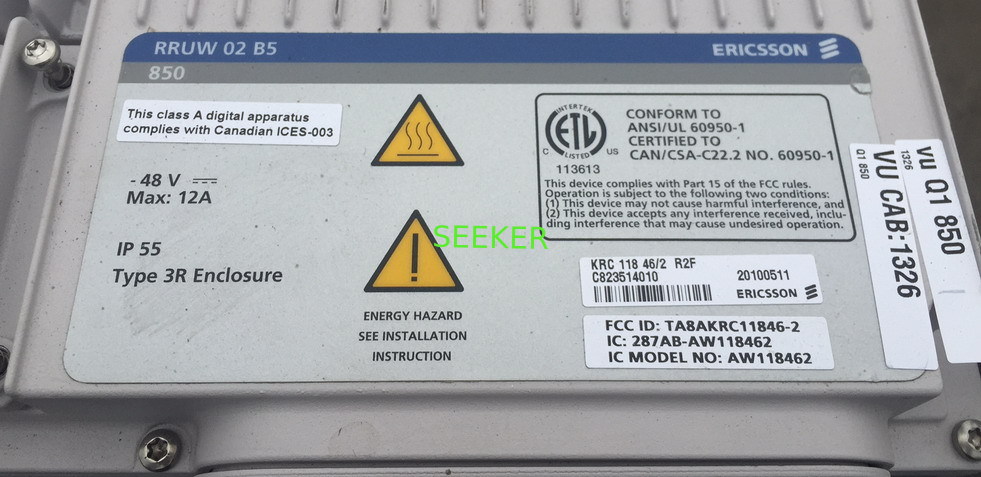 RRUW 02 B5
ERICSSON
850
This class A digital apparatus
complies with Canadian ICES-003
- 48 V
Max: 12A
IP 55
Type 3R Enclosure
ENERGY HAZARD
SEE INSTALLATION
INSTRUCTION
INTERTEK
ETL
C LISTED US
113613
CONFORM TO
ANSI/UL 60950-1
CERTIFIED TO
CAN/CSA-C22.2 NO. 60950-1
This device complies with Part 15 of the FCC rules.
Operation is subject to the following two conditions:
(1) This device may not cause harmful interference, and
(2) This device accepts any interference received, inclu-
ding interference that may cause undesired operation.
SEEKER
KRC 118 46/2 R2F
C823514010
20100511
ERICSSON
FCC ID: TA8AKRC11846-2
IC: 287AB-AW118462
IC MODEL NO: AW118462
VU CAB:1326
Q1 850
VU Q1 850
1326